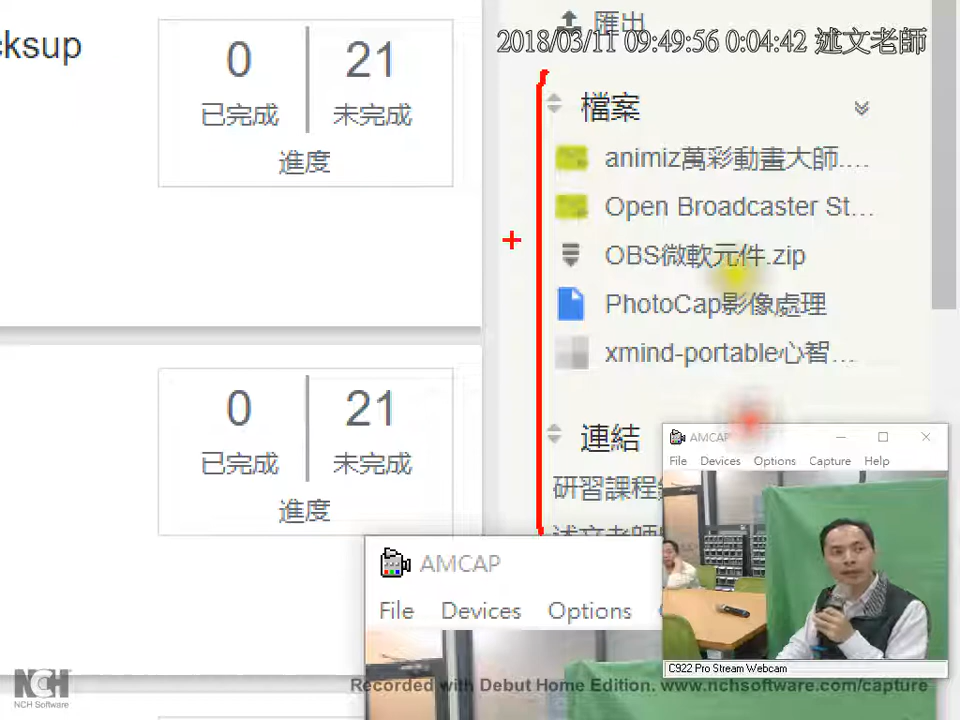 cksup
0 21
已完成 未完成
進度
匯出
2018/03/11 09:49:56 0:04:42 述文老師
檔案
animiz萬彩動畫大師....
Open Broadcaster St...
OBS微軟元件.zip
PhotoCap影像處理
xmind-portable心智...
0 21
已完成 未完成
進度
連結
研習課程
述文老師
AMCAP
File Devices Options Capture Help
C922 Pro Stream Webcam
AMCAP
File Devices Options
NCH
NCH Software
Recorded with Debut Home Edition. www.nchsoftware.com/capture